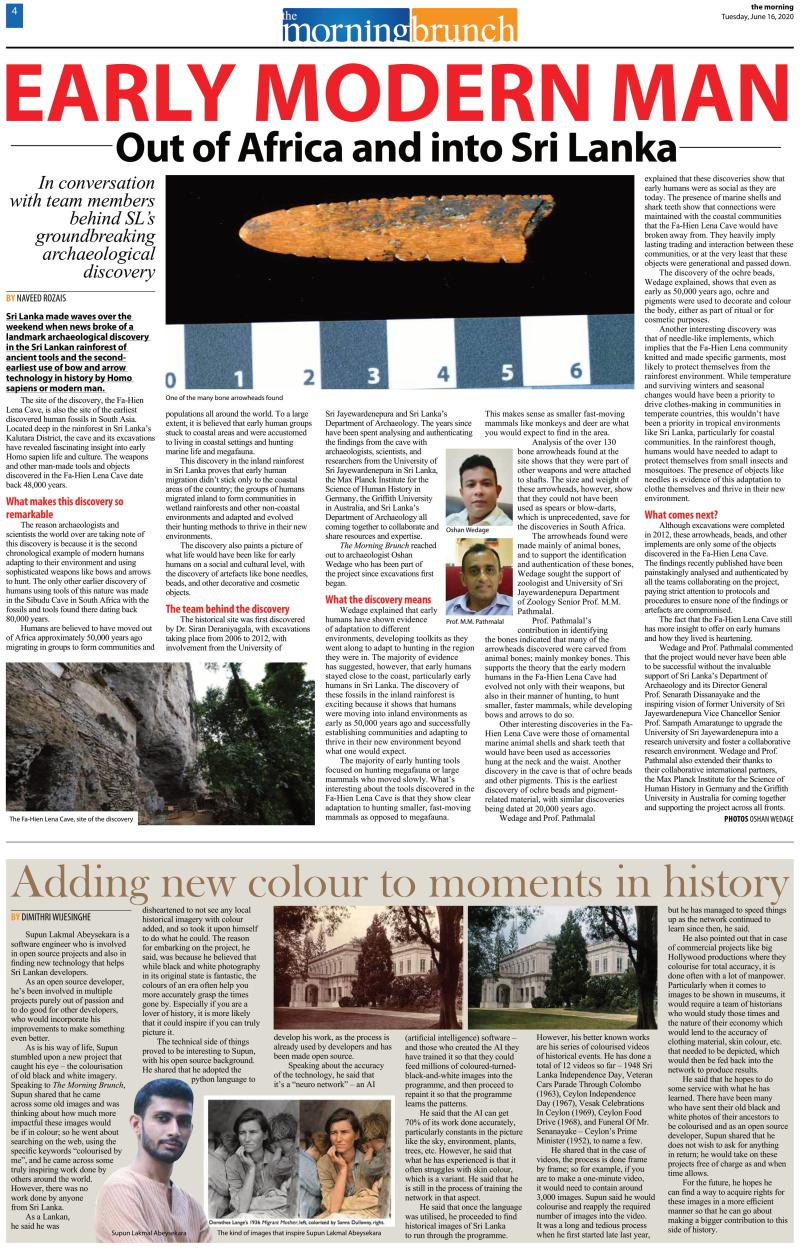 4
the
morning brunch
the morning
Tuesday, June 16, 2020
EARLY MODERN MAN
Out of Africa and into Sri Lanka
In conversation
with team members
behind SL's
groundbreaking
archaeological
discovery
BY NAVEED ROZAIS
Sri Lanka made waves over the
weekend when news broke of a
landmark archaeological discovery
in the Sri Lankan rainforest of
ancient tools and the second-
earliest use of bow and arrow
technology in history by Homo
sapiens or modern man.
The site of the discovery, the Fa-Hien
Lena Cave, is also the site of the earliest
discovered human fossils in South Asia.
Located deep in the rainforest in Sri Lanka's
Kalutara District, the cave and its excavations
have revealed fascinating insight into early
Homo sapien life and culture. The weapons
and other man-made tools and objects
discovered in the Fa-Hien Lena Cave date
back 48,000 years.
What makes this discovery so
remarkable
The reason archaeologists and
scientists the world over are taking note of
this discovery is because it is the second
chronological example of modern humans
adapting to their environment and using
sophisticated weapons like bows and arrows
to hunt. The only other earlier discovery of
humans using tools of this nature was made
in the Sibudu Cave in South Africa with the
fossils and tools found there dating back
80,000 years.
Humans are believed to have moved out
of Africa approximately 50,000 years ago
migrating in groups to form communities and
0 1 2 3 4 5 6
One of the many bone arrowheads found
populations all around the world. To a large
extent, it is believed that early human groups
stuck to coastal areas and were accustomed
to living in coastal settings and hunting
marine life and megafauna.
This discovery in the inland rainforest
in Sri Lanka proves that early human
migration didn't stick only to the coastal
areas of the country; the groups of humans
migrated inland to form communities in
wetland rainforests and other non-coastal
environments and adapted and evolved
their hunting methods to thrive in their new
environments.
The discovery also paints a picture of
what life would have been like for early
humans on a social and cultural level, with
the discovery of artefacts like bone needles,
beads, and other decorative and cosmetic
objects.
The team behind the discovery
The historical site was first discovered
by Dr. Siran Deraniyagala, with excavations
taking place from 2006 to 2012, with
involvement from the University of
The Fa-Hien Lena Cave, site of the discovery
Sri Jayewardenepura and Sri Lanka's
Department of Archaeology. The years since
have been spent analysing and authenticating
the findings from the cave with
archaeologists, scientists, and
researchers from the University of
Sri Jayewardenepura in Sri Lanka,
the Max Planck Institute for the
Science of Human History in
Germany, the Griffith University
in Australia, and Sri Lanka's
Department of Archaeology all
coming together to collaborate and
share resources and expertise.
The Morning Brunch reached
out to archaeologist Oshan
Wedage who has been part of
the project since excavations first
began.
What the discovery means
Wedage explained that early
humans have shown evidence
of adaptation to different
environments, developing toolkits as they
went along to adapt to hunting in the region
they were in. The majority of evidence
has suggested, however, that early humans
stayed close to the coast, particularly early
humans in Sri Lanka. The discovery of
these fossils in the inland rainforest is
exciting because it shows that humans
were moving into inland environments as
early as 50,000 years ago and successfully
establishing communities and adapting to
thrive in their new environment beyond
what one would expect.
The majority of early hunting tools
focused on hunting megafauna or large
mammals who moved slowly. What's
interesting about the tools discovered in the
Fa-Hien Lena Cave is that they show clear
adaptation to hunting smaller, fast-moving
mammals as opposed to megafauna.
Oshan Wedage
Prof. M.M. Pathmalal
This makes sense as smaller fast-moving
mammals like monkeys and deer are what
you would expect to find in the area.
Analysis of the over 130
bone arrowheads found at the
site shows that they were part of
other weapons and were attached
to shafts. The size and weight of
these arrowheads, however, show
that they could not have been
used as spears or blow-darts,
which is unprecedented, save for
the discoveries in South Africa.
The arrowheads found were
made mainly of animal bones,
and to support the identification
and authentication of these bones,
Wedage sought the support of
zoologist and University of Sri
Jayewardenepura Department
of Zoology Senior Prof. M.M.
Pathmalal.
Prof. Pathmalal's
contribution in identifying
the bones indicated that many of the
arrowheads discovered were carved from
animal bones; mainly monkey bones. This
supports the theory that the early modern
humans in the Fa-Hien Lena Cave had
evolved not only with their weapons, but
also in their manner of hunting, to hunt
smaller, faster mammals, while developing
bows and arrows to do so.
Other interesting discoveries in the Fa-
Hien Lena Cave were those of ornamental
marine animal shells and shark teeth that
would have been used as accessories
hung at the neck and the waist. Another
discovery in the cave is that of ochre beads
and other pigments. This is the earliest
discovery of ochre beads and pigment-
related material, with similar discoveries
being dated at 20,000 years ago.
Wedage and Prof. Pathmalal
explained that these discoveries show that
early humans were as social as they are
today. The presence of marine shells and
shark teeth show that connections were
maintained with the coastal communities
that the Fa-Hien Lena Cave would have
broken away from. They heavily imply
lasting trading and interaction between these
communities, or at the very least that these
objects were generational and passed down.
The discovery of the ochre beads,
Wedage explained, shows that even as
early as 50,000 years ago, ochre and
pigments were used to decorate and colour
the body, either as part of ritual or for
cosmetic purposes.
Another interesting discovery was
that of needle-like implements, which
implies that the Fa-Hien Lena community
knitted and made specific garments, most
likely to protect themselves from the
rainforest environment. While temperature
and surviving winters and seasonal
changes would have been a priority to
drive clothes-making in communities in
temperate countries, this wouldn't have
been a priority in tropical environments
like Sri Lanka, particularly for coastal
communities. In the rainforest though,
humans would have needed to adapt to
protect themselves from small insects and
mosquitoes. The presence of objects like
needles is evidence of this adaptation to
clothe themselves and thrive in their new
environment.
What comes next?
Although excavations were completed
in 2012, these arrowheads, beads, and other
implements are only some of the objects
discovered in the Fa-Hien Lena Cave.
The findings recently published have been
painstakingly analysed and authenticated by
all the teams collaborating on the project,
paying strict attention to protocols and
procedures to ensure none of the findings or
artefacts are compromised.
The fact that the Fa-Hien Lena Cave still
has more insight to offer on early humans
and how they lived is heartening.
Wedage and Prof. Pathmalal commented
that the project would never have been able
to be successful without the invaluable
support of Sri Lanka's Department of
Archaeology and its Director General
Prof. Senarath Dissanayake and the
inspiring vision of former University of Sri
Jayewardenepura Vice Chancellor Senior
Prof. Sampath Amaratunge to upgrade the
University of Sri Jayewardenepura into a
research university and foster a collaborative
research environment. Wedage and Prof.
Pathmalal also extended their thanks to
their collaborative international partners,
the Max Planck Institute for the Science of
Human History in Germany and the Griffith
University in Australia for coming together
and supporting the project across all fronts.
PHOTOS OSHAN WEDAGE
Adding new colour to moments in history
BY DIMITHRI WIJESINGHE
Supun Lakmal Abeysekara is a
software engineer who is involved
in open source projects and also in
finding new technology that helps
Sri Lankan developers.
As an open source developer,
he's been involved in multiple
projects purely out of passion and
to do good for other developers,
who would incorporate his
improvements to make something
even better.
As is his way of life, Supun
stumbled upon a new project that
caught his eye – the colourisation
of old black and white imagery.
Speaking to The Morning Brunch,
Supun shared that he came
across some old images and was
thinking about how much more
impactful these images would
be if in colour; so he went about
searching on the web, using the
specific keywords “colourised by
me”, and he came across some
truly inspiring work done by
others around the world.
However, there was no
work done by anyone
from Sri Lanka.
As a Lankan,
he said he was
disheartened to not see any local
historical imagery with colour
added, and so took it upon himself
to do what he could. The reason
for embarking on the project, he
said, was because he believed that
while black and white photography
in its original state is fantastic, the
colours of an era often help you
more accurately grasp the times
gone by. Especially if you are a
lover of history, it is more likely
that it could inspire if you can truly
picture it.
The technical side of things
proved to be interesting to Supun,
with his open source background.
He shared that he adopted the
python language to
Supun Lakmal Abeysekara
develop his work, as the process is
already used by developers and has
been made open source.
Speaking about the accuracy
of the technology, he said that
it's a “neuro network” – an AI
Dorothea Lange's 1936 Migrant Mother, left, colorized by Sanna Dullaway, right.
The kind of images that inspire Supun Lakmal Abeysekara
(artificial intelligence) software –
and those who created the AI they
have trained it so that they could
feed millions of coloured-turned-
black-and-white images into the
programme, and then proceed to
repaint it so that the programme
learns the patterns.
He said that the AI can get
70% of its work done accurately,
particularly constants in the picture
like the sky, environment, plants,
trees, etc. However, he said that
what he has experienced is that it
often struggles with skin colour,
which is a variant. He said that he
is still in the process of training the
network in that aspect.
He said that once the language
was utilised, he proceeded to find
historical images of Sri Lanka
to run through the programme.
However, his better known works
are his series of colourised videos
of historical events. He has done a
total of 12 videos so far – 1948 Sri
Lanka Independence Day, Veteran
Cars Parade Through Colombo
(1963), Ceylon Independence
Day (1967), Vesak Celebrations
In Ceylon (1969), Ceylon Food
Drive (1968), and Funeral Of Mr.
Senanayake – Ceylon's Prime
Minister (1952), to name a few.
He shared that in the case of
videos, the process is done frame
by frame; so for example, if you
are to make a one-minute video,
it would need to contain around
3,000 images. Supun said he would
colourise and reapply the required
number of images into the video.
It was a long and tedious process
when he first started late last year,
but he has managed to speed things
up as the network continued to
learn since then, he said.
He also pointed out that in case
of commercial projects like big
Hollywood productions where they
colourise for total accuracy, it is
done often with a lot of manpower.
Particularly when it comes to
images to be shown in museums, it
would require a team of historians
who would study those times and
the nature of their economy which
would lend to the accuracy of
clothing material, skin colour, etc.
that needed to be depicted, which
would then be fed back into the
network to produce results.
He said that he hopes to do
some service with what he has
learned. There have been many
who have sent their old black and
white photos of their ancestors to
be colourised and as an open source
developer, Supun shared that he
does not wish to ask for anything
in return; he would take on these
projects free of charge as and when
time allows.
For the future, he hopes he
can find a way to acquire rights for
these images in a more efficient
manner so that he can go about
making a bigger contribution to this
side of history.